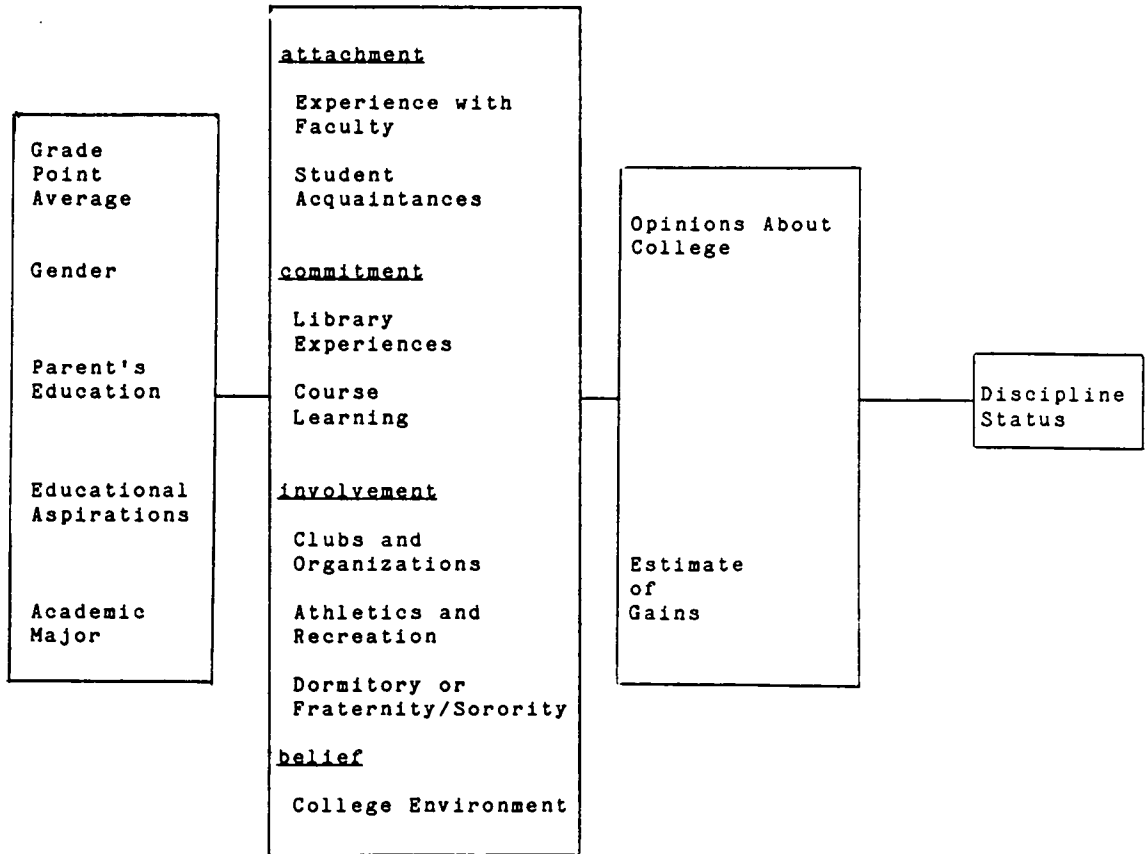 Grade
Point
Average
Gender
Parent's
Education
Educational
Aspirations
Academic
Major
attachment
Experience with
Faculty
Student
Acquaintances
commitment
Library
Experiences
Course
Learning
involvement
Clubs and
Organizations
Athletics and
Recreation
Dormitory or
Fraternity/Sorority
belief
College Environment
Opinions About
College
Estimate
of
Gains
Discipline
Status